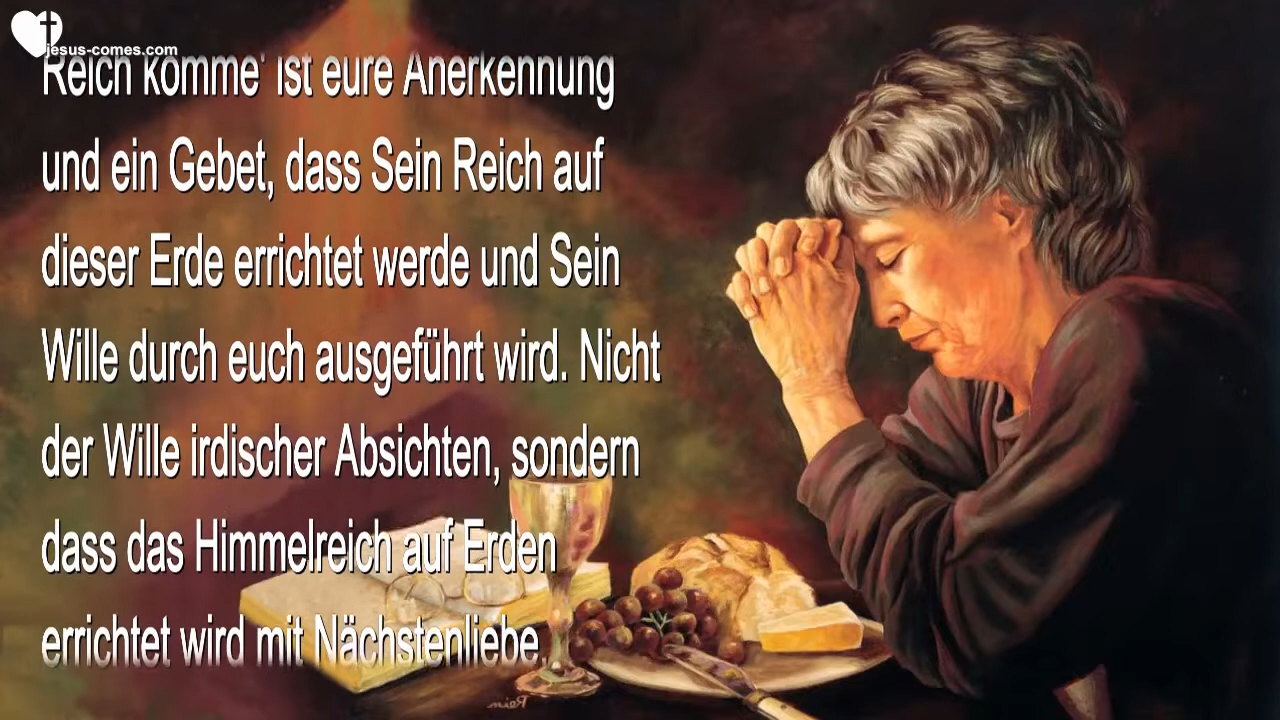 jesus-comes.com
Reich komme' ist eure Anerkennung
und ein Gebet, dass Sein Reich auf
dieser Erde errichtet werde und Sein
Wille durch euch ausgeführt wird. Nicht
der Wille irdischer Absichten, sondern
dass das Himmelreich auf Erden
errichtet wird mit Nächstenliebe.